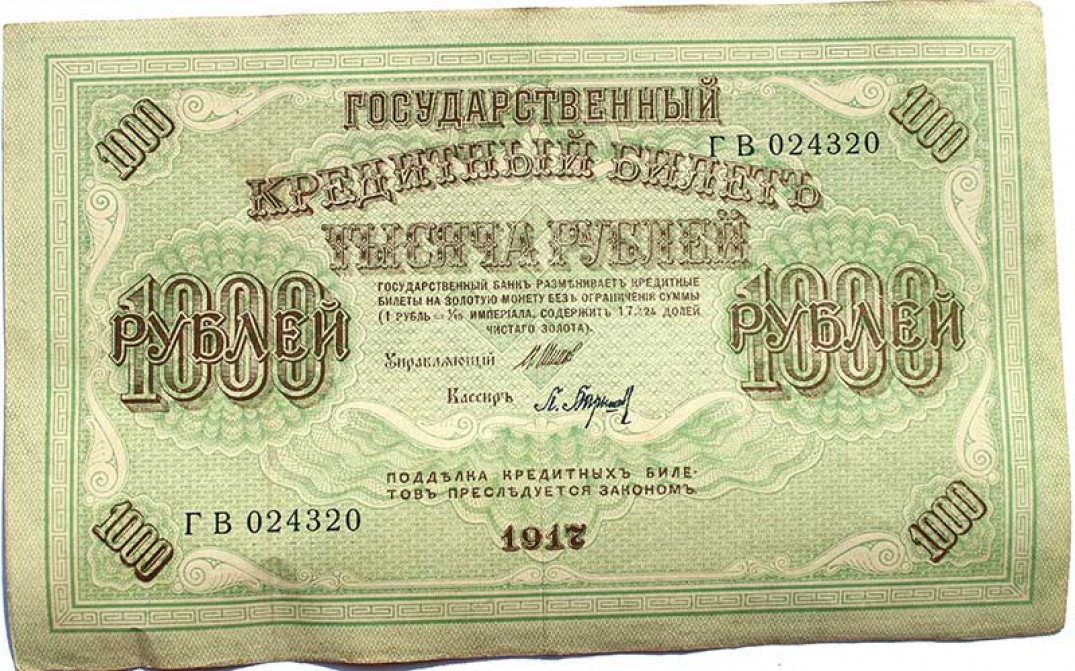 1000
ГОСУДАРСТВЕННЫЙ
1000
Г В 024320
КРЕДИТНЫЙ БИЛЕТЪ
ТЫСЯЧА РУБЛЕЙ
1000 РУБЛЕЙ
1000 РУБЛЕЙ
ГОСУДАРСТВЕННЫЙ БАНКЪ РАЗМѢНИВАЕТЪ КРЕДИТНЫЕ
БИЛЕТЫ НА ЗОЛОТУЮ МОНЕТУ БЕЗЪ ОГРАНИЧЕНІЯ СУММЫ
(1 РУБЛЬ = 1/15 ИМПЕРІАЛА, СОДЕРЖИТЪ 17,424 ДОЛЕЙ
ЧИСТАГО ЗОЛОТА).
Управляющій
Кассиръ
ПОДДѢЛКА КРЕДИТНЫХЪ БИЛЕ-
ТОВЪ ПРЕСЛѢДУЕТСЯ ЗАКОНОМЪ.
1000
Г В 024320
1917
1000